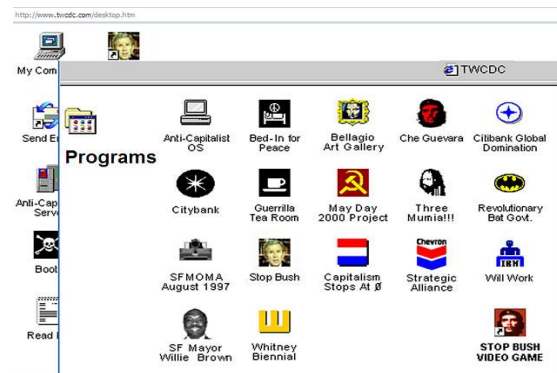 http://www.twcdc.com/desktop.htm
My Com
TWCDC
Send E
Programs
Anti-Capitalist
OS
Bed-In for
Peace
Bellagio
Art Gallery
Che Guevara
Citibank Global
Domination
Anti-Cap
Serv
Citybank
Guerrilla
Tea Room
May Day
2000 Project
Three
Mumia!!!
Revolutionary
Bat Govt.
Boot
SFMOMA
August 1997
Stop Bush
Capitalism
Stops At Ø
Chevron
Strategic
Alliance
IBM
Will Work
Read
SF Mayor
Willie Brown
Whitney
Biennial
STOP BUSH
VIDEO GAME